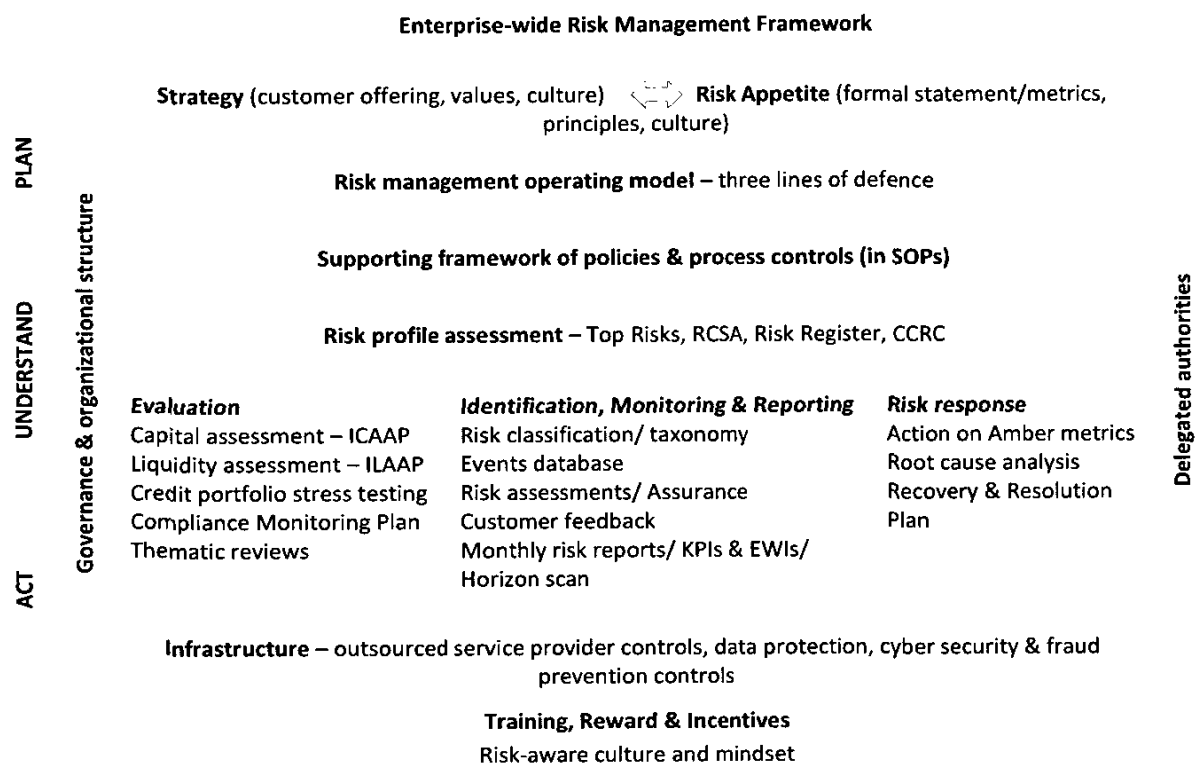 Enterprise-wide Risk Management Framework
Strategy (customer offering, values, culture) Risk Appetite (formal statement/metrics,
principles, culture)
PLAN
Risk management operating model – three lines of defence
Governance & organizational structure
Supporting framework of policies & process controls (in SOPs)
Delegated authorities
UNDERSTAND
Risk profile assessment – Top Risks, RCSA, Risk Register, CCRC
Evaluation
Capital assessment – ICAAP
Liquidity assessment – ILAAP
Credit portfolio stress testing
Compliance Monitoring Plan
Thematic reviews
Identification, Monitoring & Reporting
Risk classification/ taxonomy
Events database
Risk assessments/ Assurance
Customer feedback
Monthly risk reports/ KPIs & EWIs/
Horizon scan
Risk response
Action on Amber metrics
Root cause analysis
Recovery & Resolution
Plan
ACT
Infrastructure – outsourced service provider controls, data protection, cyber security & fraud
prevention controls
Training, Reward & Incentives
Risk-aware culture and mindset